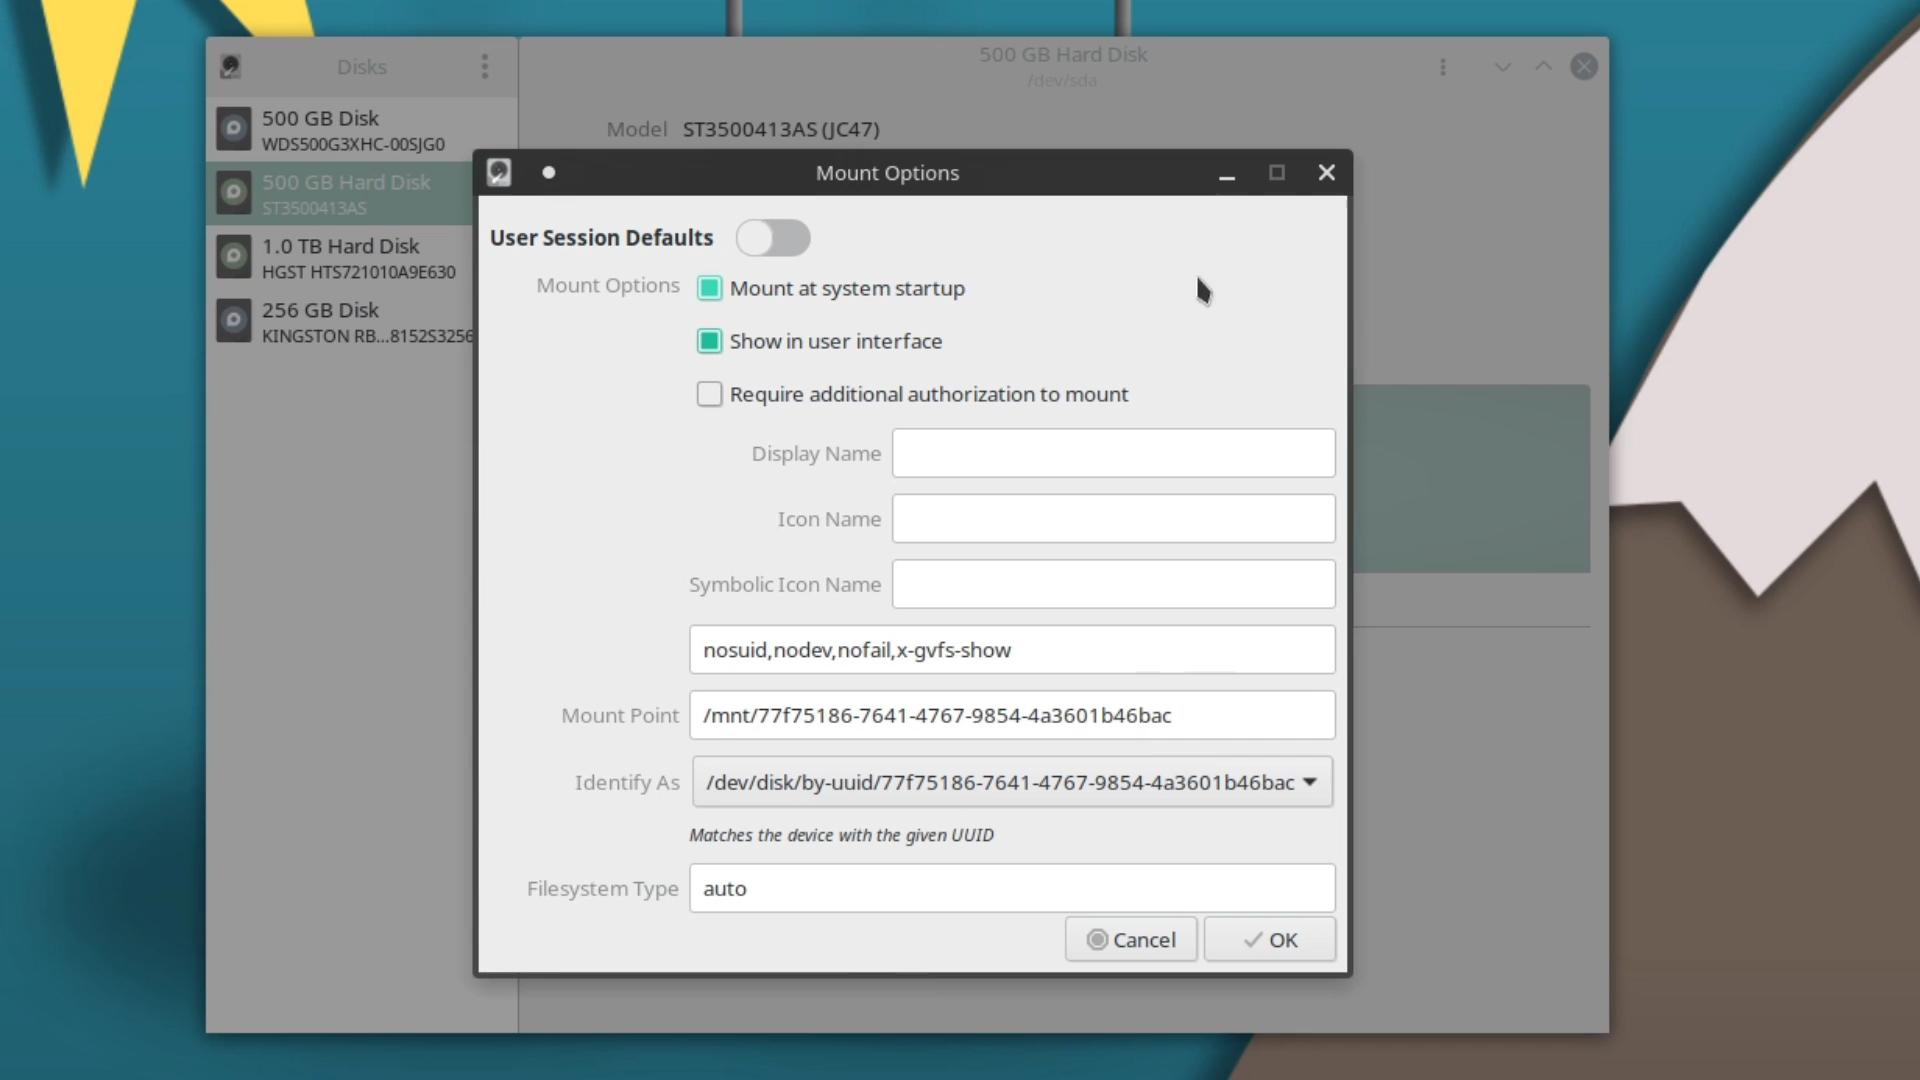 Disks
500 GB Hard Disk
/dev/sda
500 GB Disk
WDS500G3XHC-00SJG0
500 GB Hard Disk
ST3500413AS
1.0 TB Hard Disk
HGST HTS721010A9E630
256 GB Disk
KINGSTON RB...8152S3256
Model ST3500413AS (JC47)
Mount Options
User Session Defaults
Mount Options
Mount at system startup
Show in user interface
Require additional authorization to mount
Display Name
Icon Name
Symbolic Icon Name
nosuid,nodev,nofail,x-gvfs-show
Mount Point /mnt/77f75186-7641-4767-9854-4a3601b46bac
Identify As /dev/disk/by-uuid/77f75186-7641-4767-9854-4a3601b46bac
Matches the device with the given UUID
Filesystem Type auto
Cancel
OK